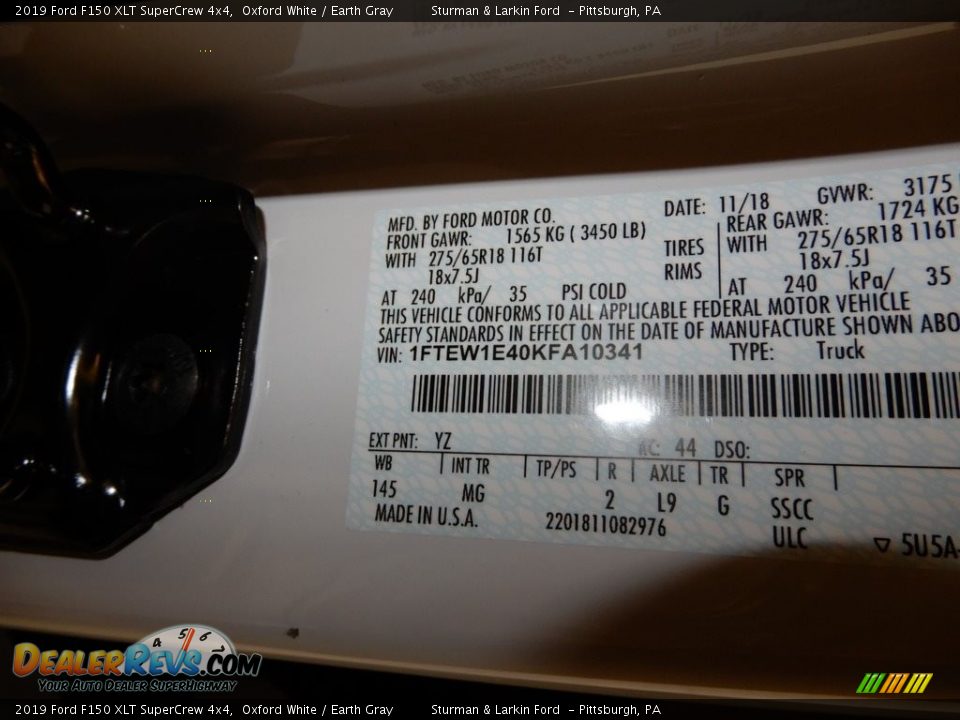 2019 Ford F150 XLT SuperCrew 4x4, Oxford White / Earth Gray Sturman & Larkin Ford - Pittsburgh, PA
MFD. BY FORD MOTOR CO. DATE: 11/18 GVWR: 3175
FRONT GAWR: 1565 KG ( 3450 LB) REAR GAWR: 1724 KG
WITH 275/65R18 116T TIRES WITH 275/65R18 116T
18x7.5J RIMS 18x7.5J
AT 240 kPa/ 35 PSI COLD AT 240 kPa/ 35
THIS VEHICLE CONFORMS TO ALL APPLICABLE FEDERAL MOTOR VEHICLE
SAFETY STANDARDS IN EFFECT ON THE DATE OF MANUFACTURE SHOWN ABO
VIN: 1FTEW1E40KFA10341 TYPE: Truck
EXT PNT: YZ RC: 44 DSO:
WB INT TR TP/PS R AXLE TR SPR
145 MG 2 L9 G SSCC
MADE IN U.S.A. 2201811082976 ULC ▽ 5U5A-
4 5 6
DealerRevs.com
Your Auto Dealer SuperHighway
2019 Ford F150 XLT SuperCrew 4x4, Oxford White / Earth Gray Sturman & Larkin Ford - Pittsburgh, PA